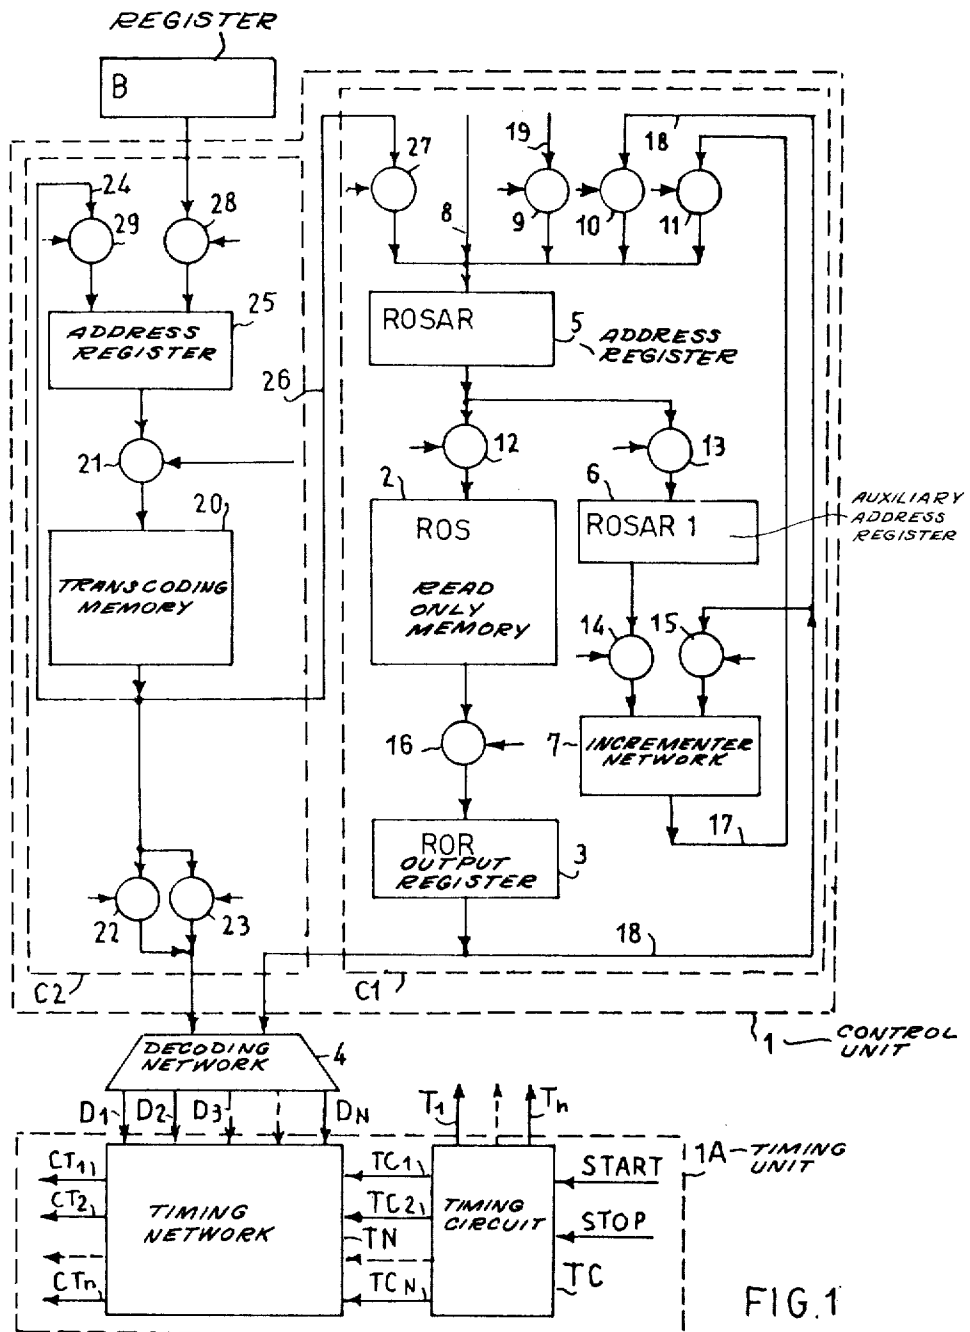 REGISTER
B
27
19
18
24
29
28
8
9
10
11
ADDRESS
REGISTER
25
ROSAR
5
ADDRESS
REGISTER
26
21
12
13
2
6
20
ROS
READ
ONLY
MEMORY
ROSAR 1
AUXILIARY
ADDRESS
REGISTER
TRANSCODING
MEMORY
14
15
16
7
INCREMENTER
NETWORK
17
ROR
OUTPUT
REGISTER
3
22
23
18
C2
C1
1
CONTROL
UNIT
DECODING
NETWORK
4
D1
D2
D3
DN
T1
Tn
1A
TIMING
UNIT
CT1
CT2
CTn
TIMING
NETWORK
TN
TC1
TC2
TCN
TIMING
CIRCUIT
TC
START
STOP
FIG.1